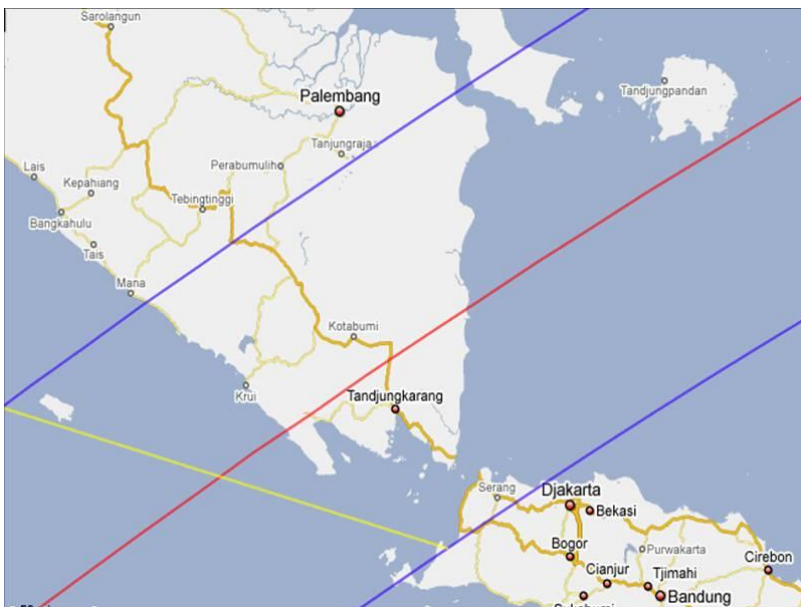 Sarolangun
Palembang
Tandjungpandan
Tanjungraja
Perabumulih
Lais
Kepahiang
Tebingtinggi
Bangkahulu
Tais
Mana
Kotabumi
Krui
Tandjungkarang
Serang
Djakarta
Bekasi
Bogor
Purwakarta
Cirebon
Cianjur
Tjimahi
Bandung